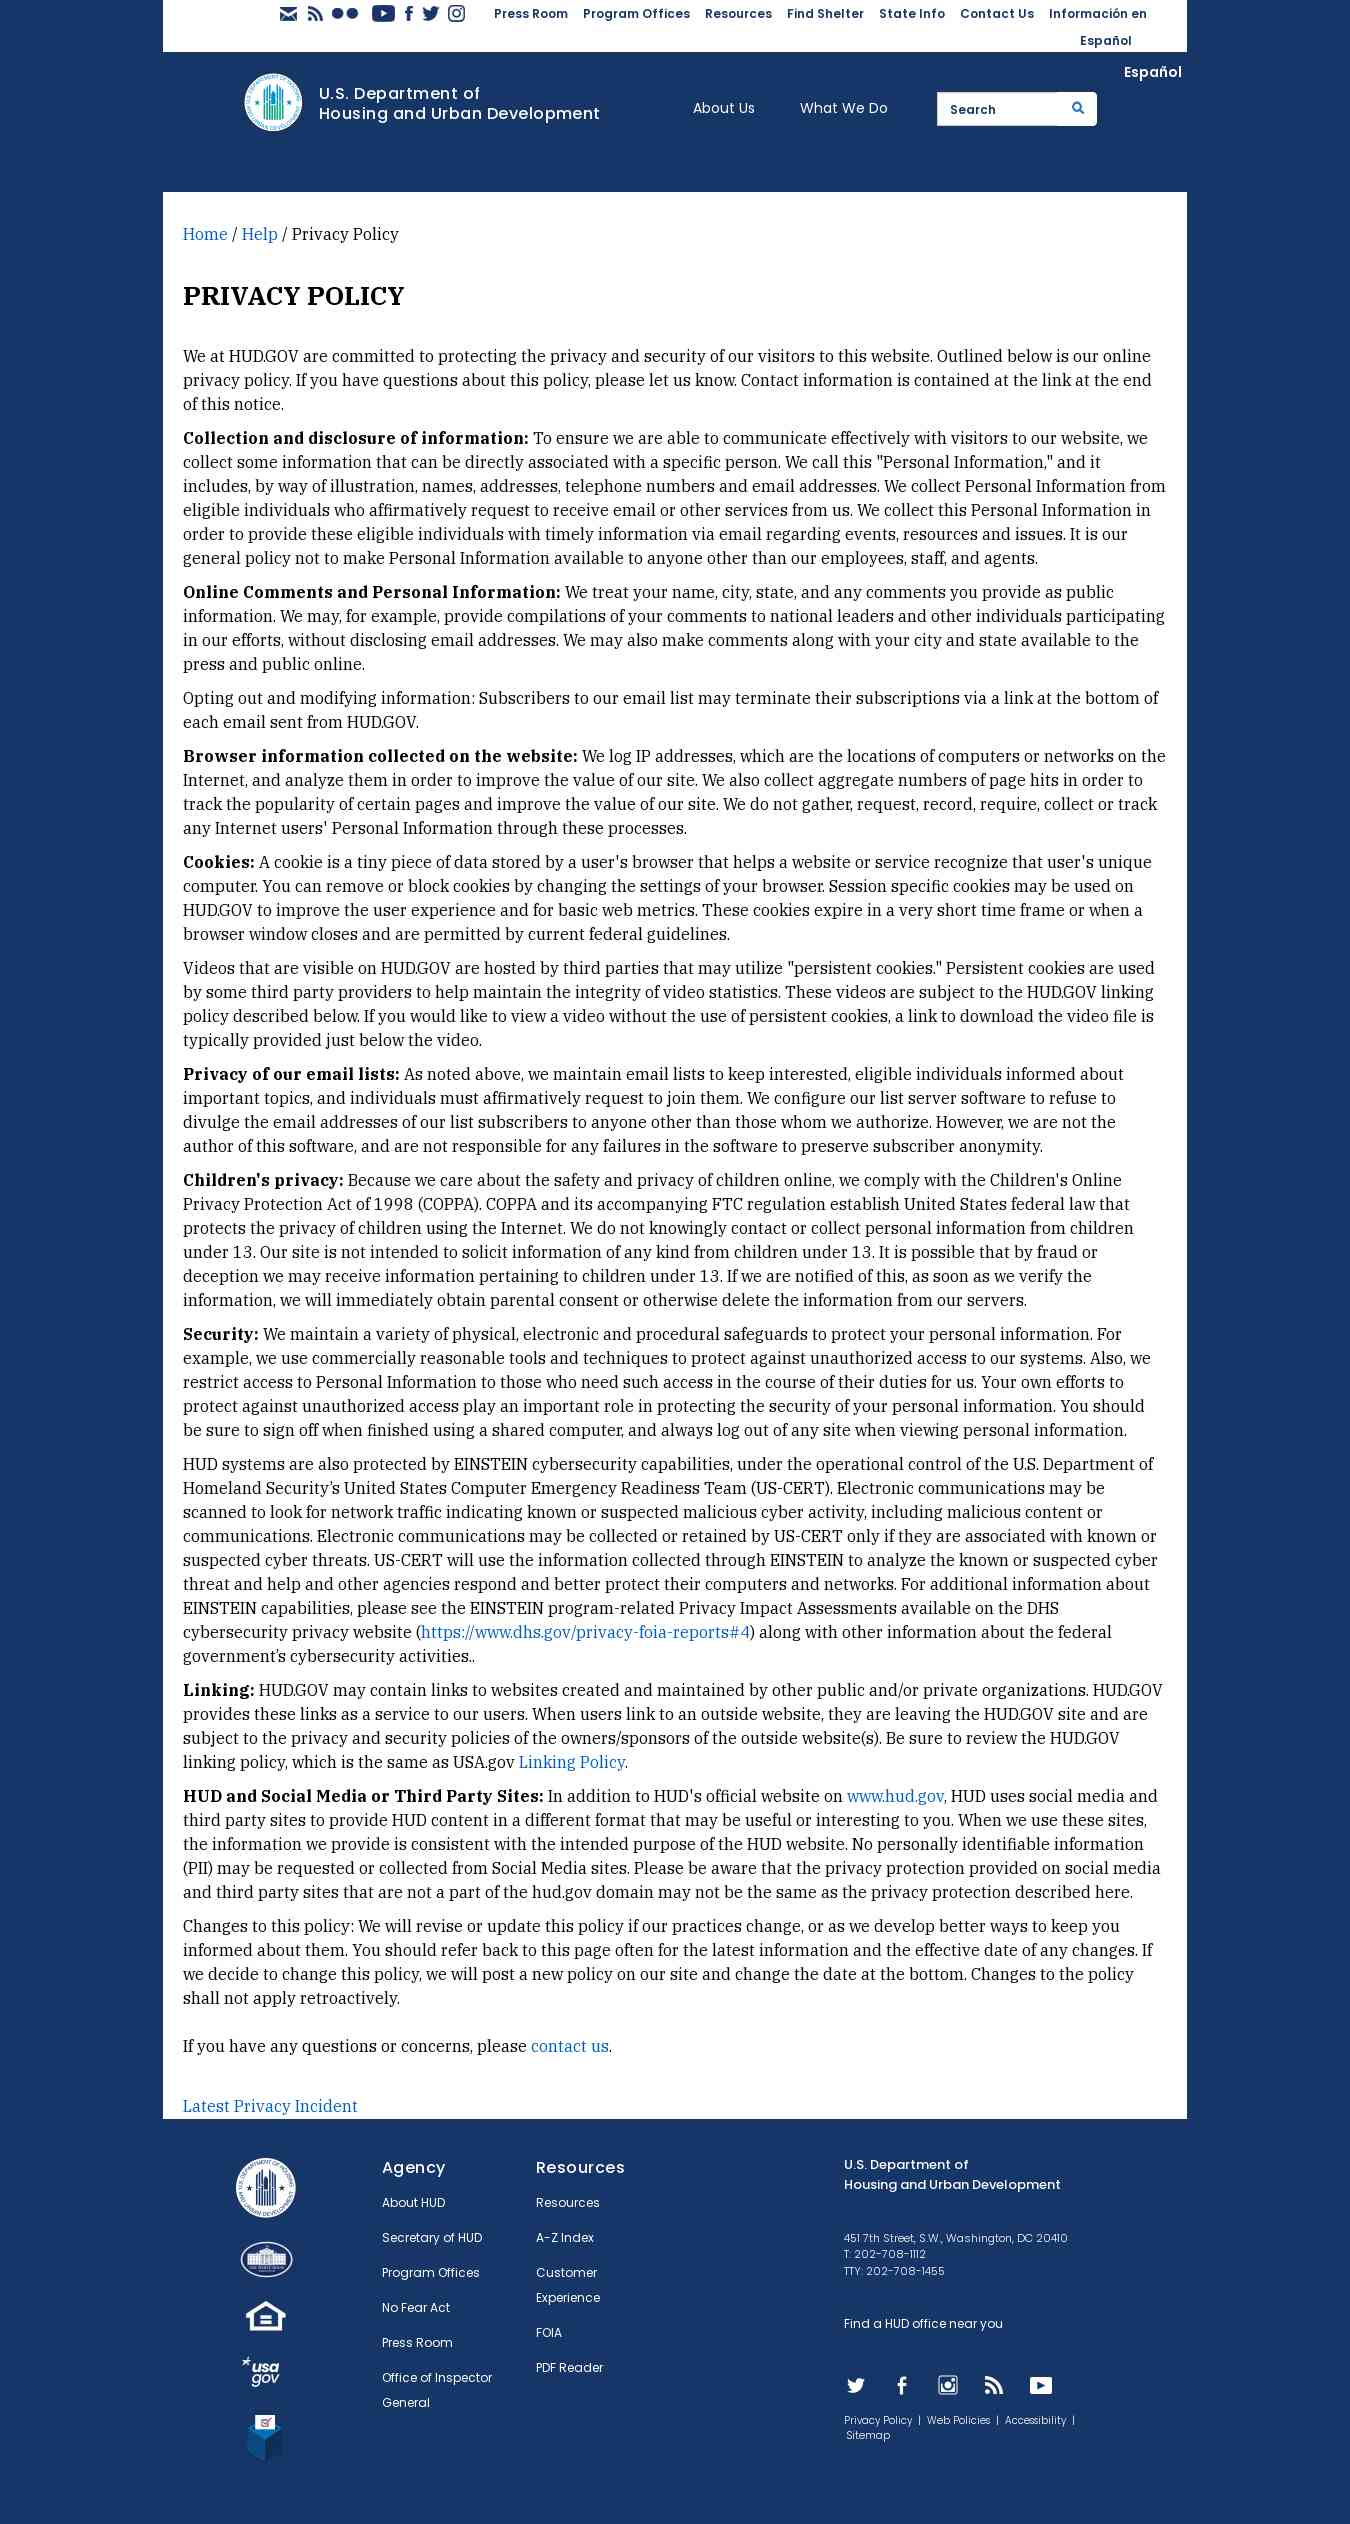 Press Room Program Offices Resources Find Shelter State Info Contact Us Información en
Español
Español
U.S. Department of
Housing and Urban Development
About Us What We Do
Search
Home / Help / Privacy Policy
PRIVACY POLICY
We at HUD.GOV are committed to protecting the privacy and security of our visitors to this website. Outlined below is our online
privacy policy. If you have questions about this policy, please let us know. Contact information is contained at the link at the end
of this notice.
Collection and disclosure of information: To ensure we are able to communicate effectively with visitors to our website, we
collect some information that can be directly associated with a specific person. We call this "Personal Information," and it
includes, by way of illustration, names, addresses, telephone numbers and email addresses. We collect Personal Information from
eligible individuals who affirmatively request to receive email or other services from us. We collect this Personal Information in
order to provide these eligible individuals with timely information via email regarding events, resources and issues. It is our
general policy not to make Personal Information available to anyone other than our employees, staff, and agents.
Online Comments and Personal Information: We treat your name, city, state, and any comments you provide as public
information. We may, for example, provide compilations of your comments to national leaders and other individuals participating
in our efforts, without disclosing email addresses. We may also make comments along with your city and state available to the
press and public online.
Opting out and modifying information: Subscribers to our email list may terminate their subscriptions via a link at the bottom of
each email sent from HUD.GOV.
Browser information collected on the website: We log IP addresses, which are the locations of computers or networks on the
Internet, and analyze them in order to improve the value of our site. We also collect aggregate numbers of page hits in order to
track the popularity of certain pages and improve the value of our site. We do not gather, request, record, require, collect or track
any Internet users' Personal Information through these processes.
Cookies: A cookie is a tiny piece of data stored by a user's browser that helps a website or service recognize that user's unique
computer. You can remove or block cookies by changing the settings of your browser. Session specific cookies may be used on
HUD.GOV to improve the user experience and for basic web metrics. These cookies expire in a very short time frame or when a
browser window closes and are permitted by current federal guidelines.
Videos that are visible on HUD.GOV are hosted by third parties that may utilize "persistent cookies." Persistent cookies are used
by some third party providers to help maintain the integrity of video statistics. These videos are subject to the HUD.GOV linking
policy described below. If you would like to view a video without the use of persistent cookies, a link to download the video file is
typically provided just below the video.
Privacy of our email lists: As noted above, we maintain email lists to keep interested, eligible individuals informed about
important topics, and individuals must affirmatively request to join them. We configure our list server software to refuse to
divulge the email addresses of our list subscribers to anyone other than those whom we authorize. However, we are not the
author of this software, and are not responsible for any failures in the software to preserve subscriber anonymity.
Children's privacy: Because we care about the safety and privacy of children online, we comply with the Children's Online
Privacy Protection Act of 1998 (COPPA). COPPA and its accompanying FTC regulation establish United States federal law that
protects the privacy of children using the Internet. We do not knowingly contact or collect personal information from children
under 13. Our site is not intended to solicit information of any kind from children under 13. It is possible that by fraud or
deception we may receive information pertaining to children under 13. If we are notified of this, as soon as we verify the
information, we will immediately obtain parental consent or otherwise delete the information from our servers.
Security: We maintain a variety of physical, electronic and procedural safeguards to protect your personal information. For
example, we use commercially reasonable tools and techniques to protect against unauthorized access to our systems. Also, we
restrict access to Personal Information to those who need such access in the course of their duties for us. Your own efforts to
protect against unauthorized access play an important role in protecting the security of your personal information. You should
be sure to sign off when finished using a shared computer, and always log out of any site when viewing personal information.
HUD systems are also protected by EINSTEIN cybersecurity capabilities, under the operational control of the U.S. Department of
Homeland Security’s United States Computer Emergency Readiness Team (US-CERT). Electronic communications may be
scanned to look for network traffic indicating known or suspected malicious cyber activity, including malicious content or
communications. Electronic communications may be collected or retained by US-CERT only if they are associated with known or
suspected cyber threats. US-CERT will use the information collected through EINSTEIN to analyze the known or suspected cyber
threat and help and other agencies respond and better protect their computers and networks. For additional information about
EINSTEIN capabilities, please see the EINSTEIN program-related Privacy Impact Assessments available on the DHS
cybersecurity privacy website (https://www.dhs.gov/privacy-foia-reports#4) along with other information about the federal
government’s cybersecurity activities..
Linking: HUD.GOV may contain links to websites created and maintained by other public and/or private organizations. HUD.GOV
provides these links as a service to our users. When users link to an outside website, they are leaving the HUD.GOV site and are
subject to the privacy and security policies of the owners/sponsors of the outside website(s). Be sure to review the HUD.GOV
linking policy, which is the same as USA.gov Linking Policy.
HUD and Social Media or Third Party Sites: In addition to HUD's official website on www.hud.gov, HUD uses social media and
third party sites to provide HUD content in a different format that may be useful or interesting to you. When we use these sites,
the information we provide is consistent with the intended purpose of the HUD website. No personally identifiable information
(PII) may be requested or collected from Social Media sites. Please be aware that the privacy protection provided on social media
and third party sites that are not a part of the hud.gov domain may not be the same as the privacy protection described here.
Changes to this policy: We will revise or update this policy if our practices change, or as we develop better ways to keep you
informed about them. You should refer back to this page often for the latest information and the effective date of any changes. If
we decide to change this policy, we will post a new policy on our site and change the date at the bottom. Changes to the policy
shall not apply retroactively.
If you have any questions or concerns, please contact us.
Latest Privacy Incident
usa
gov
Agency
About HUD
Secretary of HUD
Program Offices
No Fear Act
Press Room
Office of Inspector
General
Resources
Resources
A-Z Index
Customer
Experience
FOIA
PDF Reader
U.S. Department of
Housing and Urban Development
451 7th Street, S.W., Washington, DC 20410
T: 202-708-1112
TTY: 202-708-1455
Find a HUD office near you
Privacy Policy | Web Policies | Accessibility |
Sitemap